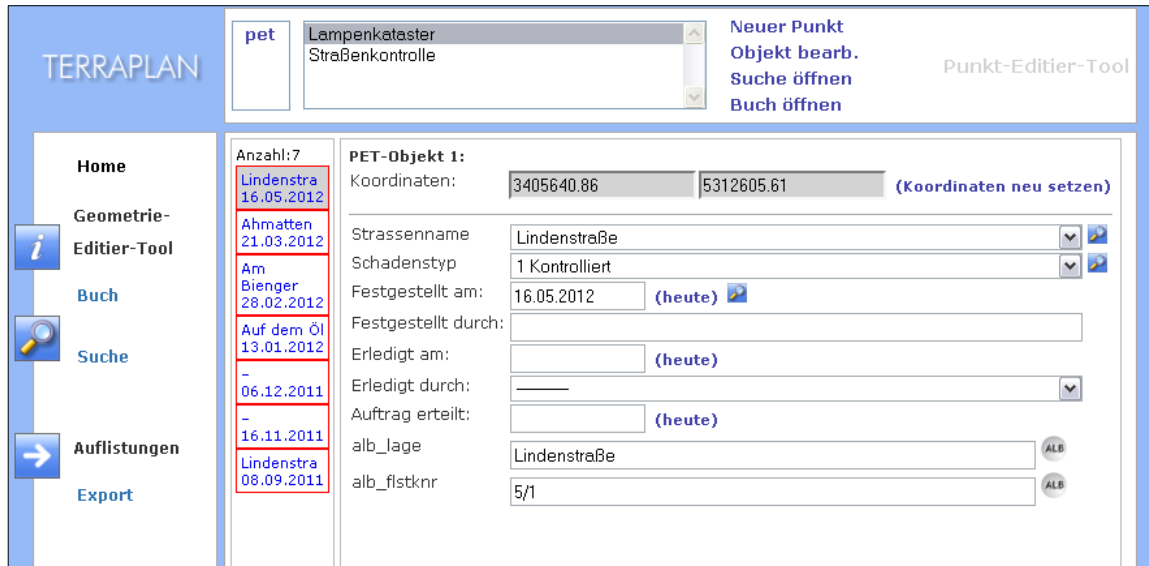 TERRAPLAN
pet
Lampenkataster
Straßenkontrolle
Neuer Punkt
Objekt bearb.
Suche öffnen
Buch öffnen
Punkt-Editier-Tool
Home
Geometrie-
Editier-Tool
Buch
Suche
Auflistungen
Export
Anzahl:7
Lindenstra
16.05.2012
Ahmatten
21.03.2012
Am
Bienger
28.02.2012
Auf dem Öl
13.01.2012
–
06.12.2011
–
16.11.2011
Lindenstra
08.09.2011
PET-Objekt 1:
Koordinaten: 3405640.86 5312605.61 (Koordinaten neu setzen)
Strassenname Lindenstraße
Schadenstyp 1 Kontrolliert
Festgestellt am: 16.05.2012 (heute)
Festgestellt durch:
Erledigt am: (heute)
Erledigt durch: ———
Auftrag erteilt: (heute)
alb_lage Lindenstraße ALB
alb_flstknr 5/1 ALB